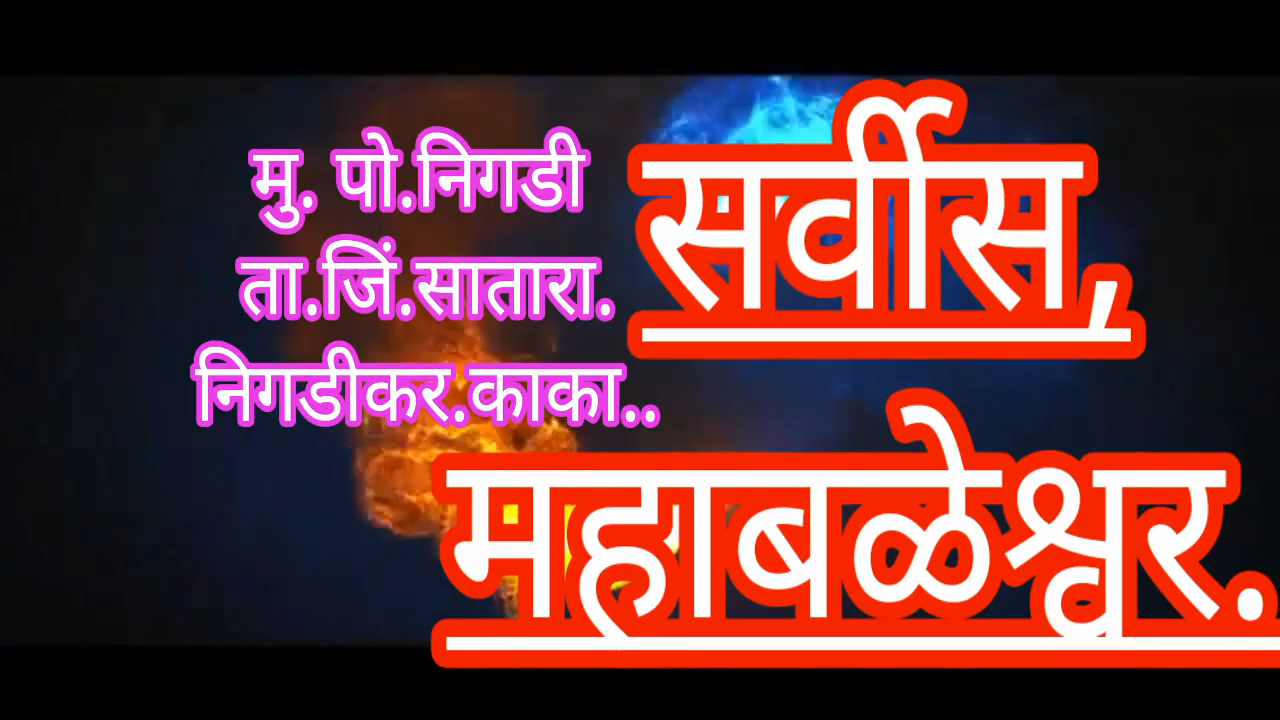 मु. पो.निगडी
ता.जिं.सातारा.
निगडीकर.काका..
सर्वीस,
महाबळेश्वर.